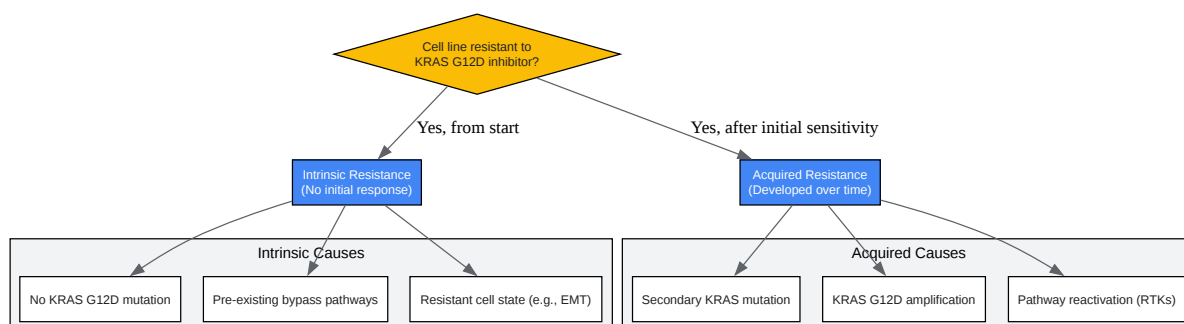 Cell line resistant to
KRAS G12D inhibitor?
Yes, from start
Yes, after initial sensitivity
Intrinsic Resistance
(No initial response)
Acquired Resistance
(Developed over time)
Intrinsic Causes
Acquired Causes
No KRAS G12D mutation
Pre-existing bypass pathways
Resistant cell state (e.g., EMT)
Secondary KRAS mutation
KRAS G12D amplification
Pathway reactivation (RTKs)